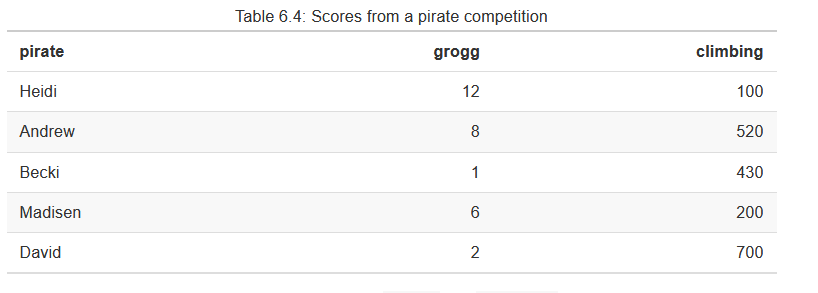 Table 6.4: Scores from a pirate competition
pirate grogg climbing
Heidi 12 100
Andrew 8 520
Becki 1 430
Madisen 6 200
David 2 700